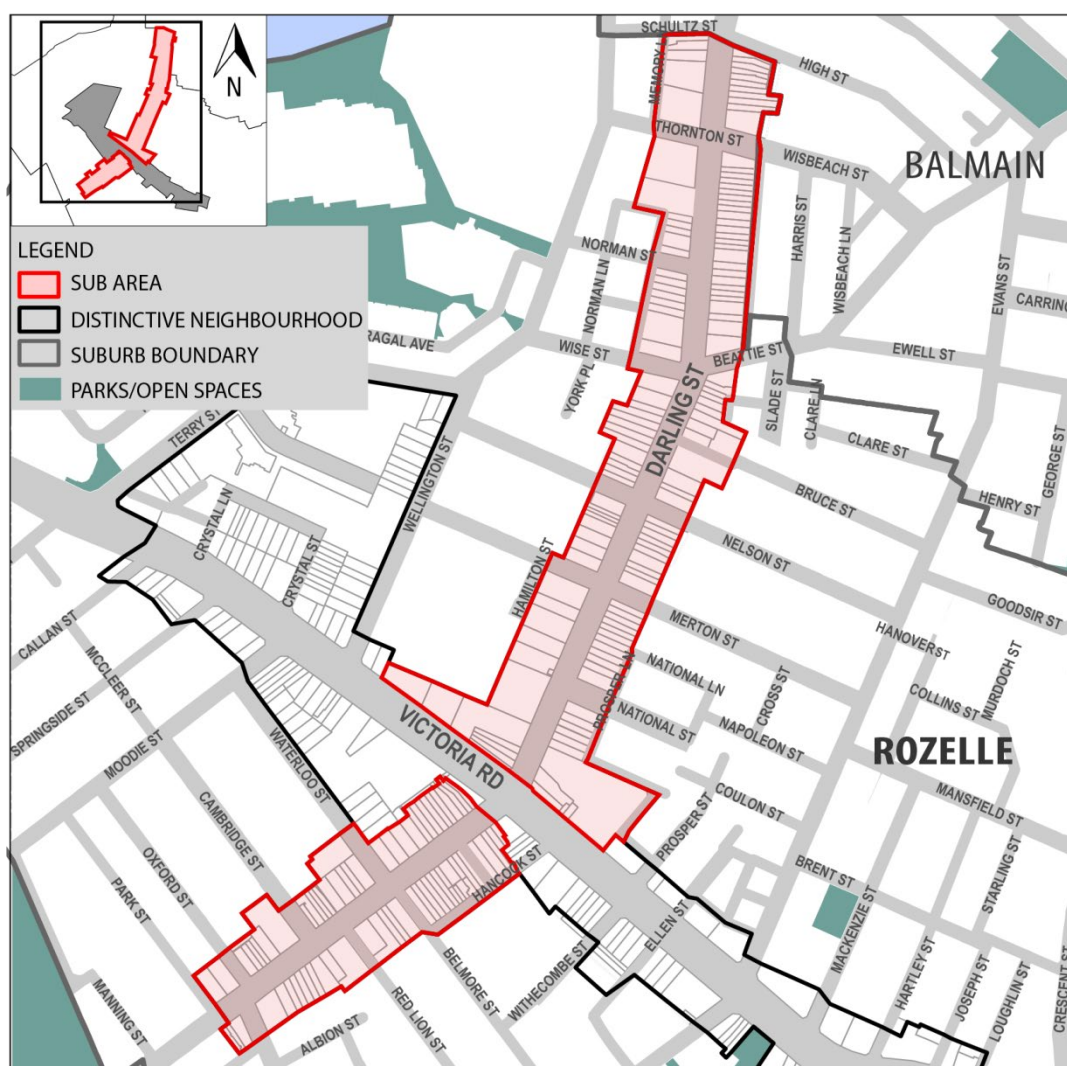 N
LEGEND
SUB AREA
DISTINCTIVE NEIGHBOURHOOD
SUBURB BOUNDARY
PARKS/OPEN SPACES
SCHULTZ ST
MEMORY L
HIGH ST
THORNTON ST
WISBEACH ST
BALMAIN
HARRIS ST
WISBEACH LN
NORMAN ST
NORMAN LN
EVANS ST
CARRING
RAGAL AVE
WISE ST
BEATTIE ST
EWELL ST
YORK PL
DARLING ST
SLADE ST
CLARE LN
CLARE ST
GEORGE ST
TERRY ST
WELLINGTON ST
BRUCE ST
HENRY ST
CRYSTAL LN
CRYSTAL ST
NELSON ST
HAMILTON ST
GOODSIR ST
CALLAN ST
MERTON ST
HANOVER ST
MCCLEER ST
PROSPER LN
NATIONAL LN
CROSS ST
COLLINS ST
MURDOCH ST
SPRINGSIDE ST
NATIONAL ST
NAPOLEON ST
MOODIE ST
WATERLOO ST
VICTORIA RD
ROZELLE
MANSFIELD ST
COULON ST
PROSPER ST
CAMBRIDGE ST
OXFORD ST
PARK ST
HANCOCK ST
BRENT ST
STARLING ST
MACKENZIE ST
ELLEN ST
BELMORE ST
WITHECOMBE ST
HARTLEY ST
JOSEPH ST
LOUGHLIN ST
CRESCENT ST
MANNING ST
RED LION ST
ALBION ST